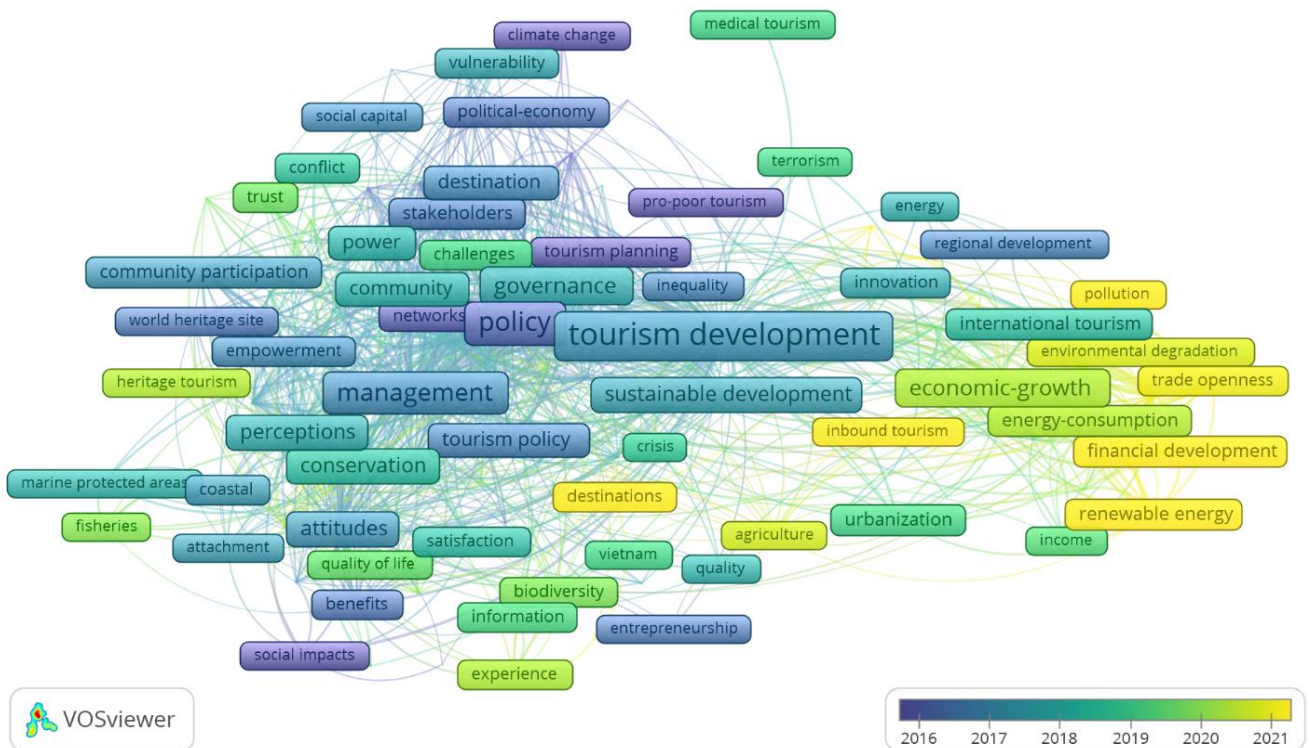 climate change
medical tourism
vulnerability
social capital
political-economy
conflict
terrorism
trust
destination
pro-poor tourism
energy
stakeholders
power
challenges
tourism planning
regional development
community participation
community
governance
inequality
innovation
pollution
world heritage site
networks
policy
tourism development
international tourism
empowerment
environmental degradation
heritage tourism
management
sustainable development
economic-growth
trade openness
perceptions
tourism policy
crisis
inbound tourism
energy-consumption
financial development
conservation
marine protected areas
coastal
destinations
renewable energy
fisheries
attitudes
urbanization
attachment
satisfaction
agriculture
income
quality of life
vietnam
quality
benefits
biodiversity
information
entrepreneurship
social impacts
experience
VOSviewer
2016 2017 2018 2019 2020 2021